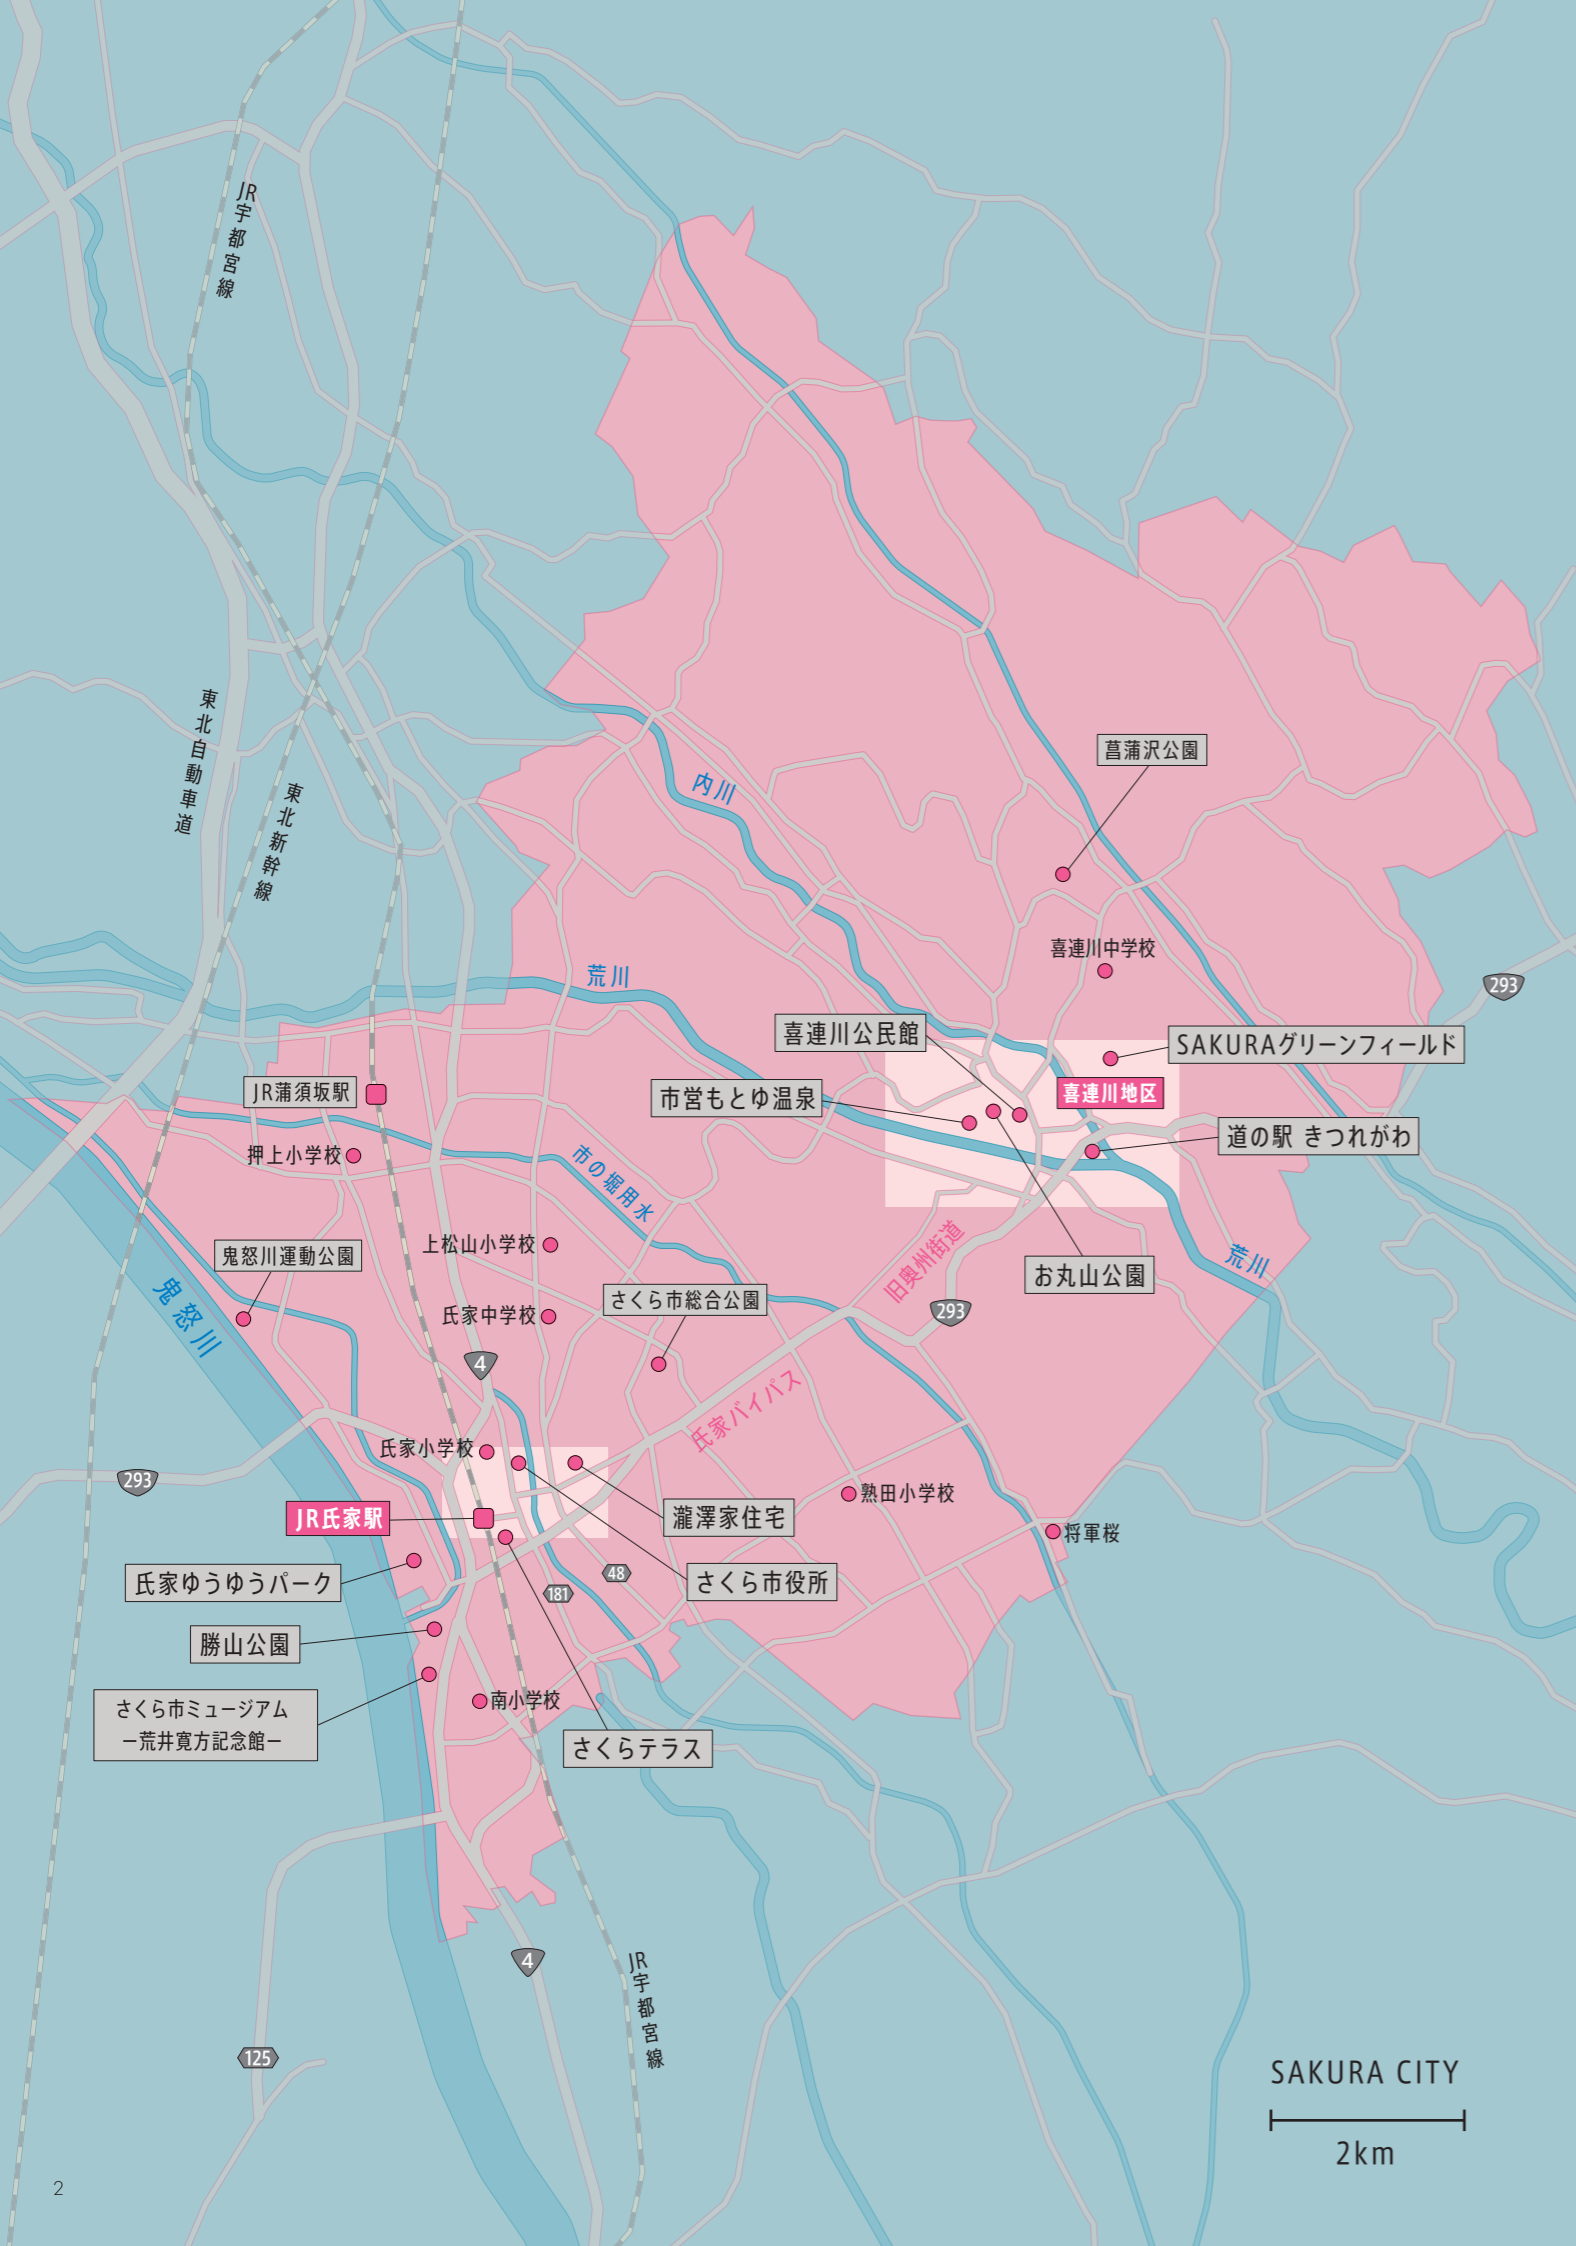 JR宇都宮線
東北自動車道
東北新幹線
内川
菖蒲沢公園
荒川
喜連川中学校
293
喜連川公民館
SAKURAグリーンフィールド
市営もとゆ温泉
喜連川地区
JR蒲須坂駅
道の駅 きつれがわ
押上小学校
市の堀用水
上松山小学校
鬼怒川運動公園
旧奥州街道
荒川
お丸山公園
鬼怒川
氏家中学校
さくら市総合公園
293
4
氏家バイパス
氏家小学校
293
熟田小学校
JR氏家駅
瀧澤家住宅
将軍桜
氏家ゆうゆうパーク
48
181
さくら市役所
勝山公園
さくら市ミュージアム
ー荒井寛方記念館ー
南小学校
さくらテラス
4
JR宇都宮線
125
SAKURA CITY
2km
2